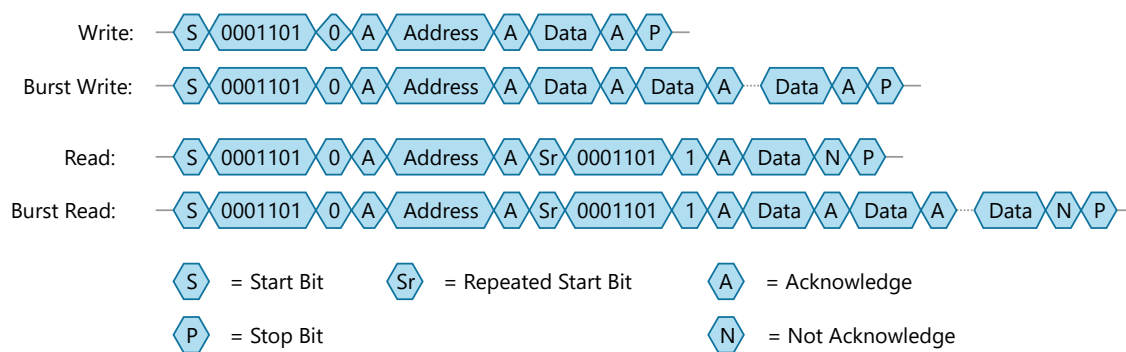 Write: S 0001101 0 A Address A Data A P
Burst Write: S 0001101 0 A Address A Data A Data A Data A P
Read: S 0001101 0 A Address A Sr 0001101 1 A Data N P
Burst Read: S 0001101 0 A Address A Sr 0001101 1 A Data A Data A Data N P
S = Start Bit Sr = Repeated Start Bit A = Acknowledge
P = Stop Bit N = Not Acknowledge